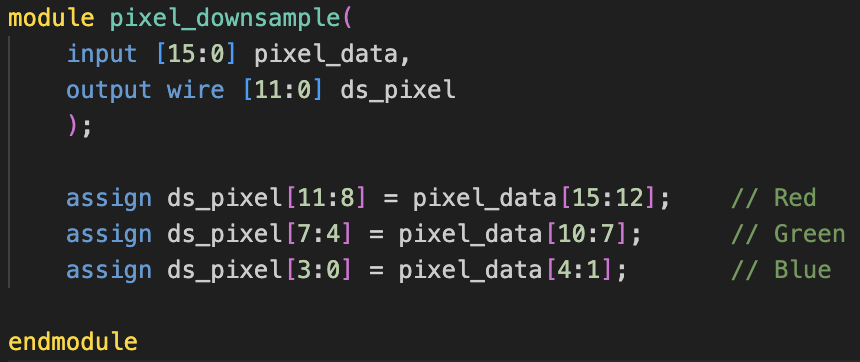 module pixel_downsample(
    input [15:0] pixel_data,
    output wire [11:0] ds_pixel
    );

    assign ds_pixel[11:8] = pixel_data[15:12];    // Red
    assign ds_pixel[7:4] = pixel_data[10:7];      // Green
    assign ds_pixel[3:0] = pixel_data[4:1];       // Blue

endmodule